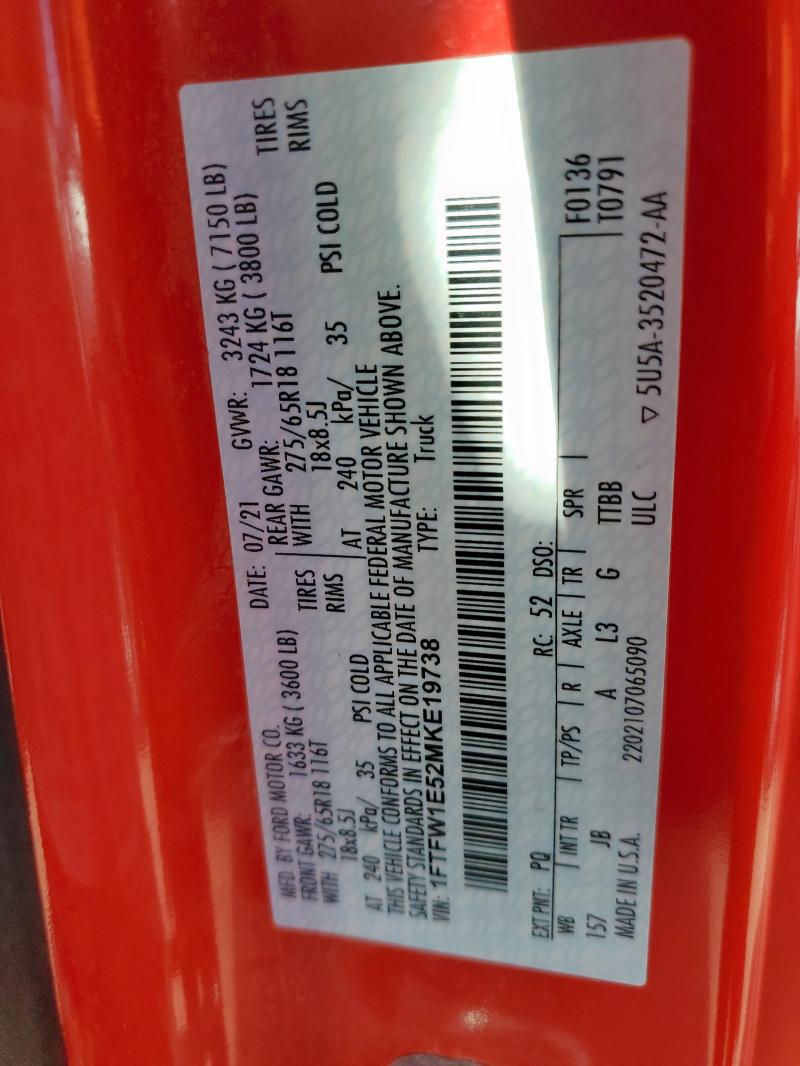 MFD. BY FORD MOTOR CO. DATE: 07/21 GVWR: 3243 KG ( 7150 LB)
FRONT GAWR: 1633 KG ( 3600 LB) REAR GAWR: 1724 KG ( 3800 LB)
WITH 275/65R18 116T TIRES WITH 275/65R18 116T TIRES
18x8.5J RIMS 18x8.5J RIMS
AT 240 kPa/ 35 PSI COLD AT 240 kPa/ 35 PSI COLD
THIS VEHICLE CONFORMS TO ALL APPLICABLE FEDERAL MOTOR VEHICLE
SAFETY STANDARDS IN EFFECT ON THE DATE OF MANUFACTURE SHOWN ABOVE.
VIN: 1FTFW1E52MKE19738 TYPE: Truck
EXT PNT: PQ RC: 52 DSO: F0136
WB INT TR TP/PS R AXLE TR SPR T0791
157 JB A L3 G TTBB
MADE IN U.S.A. 2202107065090 ULC ▽ 5U5A-3520472-AA